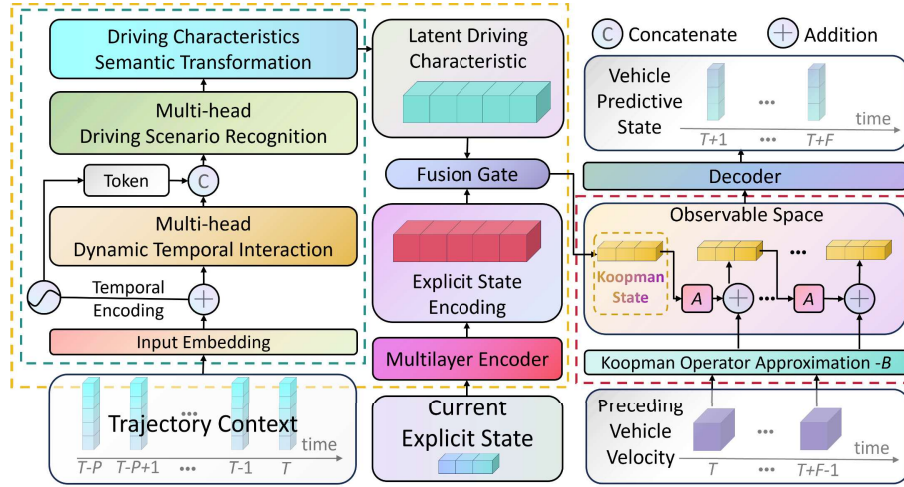 Driving Characteristics
Semantic Transformation
Multi-head
Driving Scenario Recognition
Token
C
Multi-head
Dynamic Temporal Interaction
Temporal
Encoding
+
Input Embedding
Trajectory Context
...
time
T-P
T-P+1
...
T-1
T
Latent Driving
Characteristic
Fusion Gate
Explicit State
Encoding
Multilayer Encoder
Current
Explicit State
C Concatenate
+ Addition
Vehicle
Predictive
State
...
time
T+1
...
T+F
Decoder
Observable Space
...
Koopman
State
A
+
...
A
+
Koopman Operator Approximation -B
Preceding
Vehicle
Velocity
...
time
T
...
T+F-1